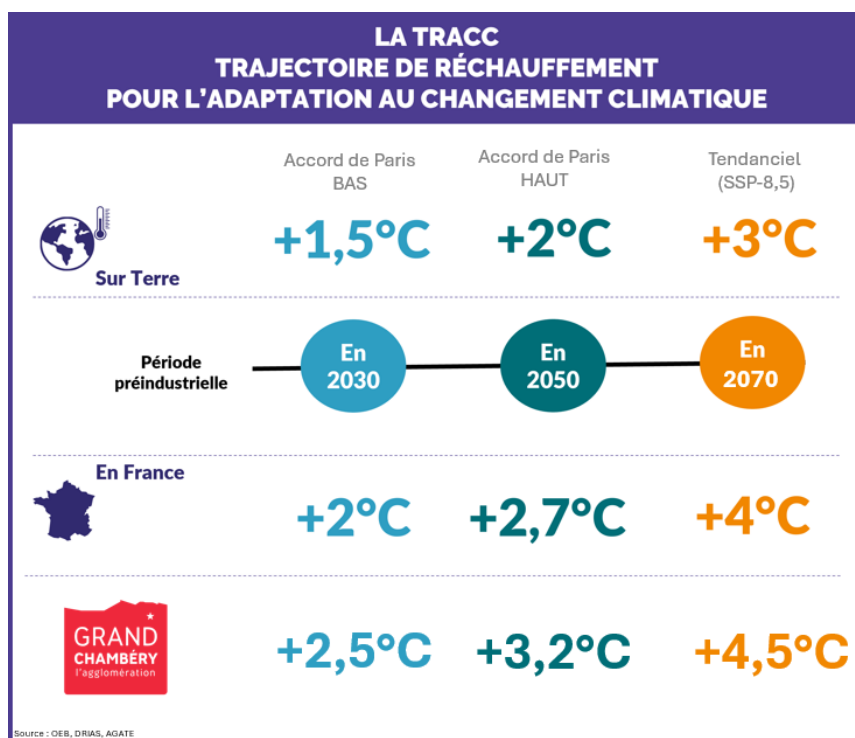 LA TRACC
TRAJECTOIRE DE RÉCHAUFFEMENT
POUR L'ADAPTATION AU CHANGEMENT CLIMATIQUE
Accord de Paris
BAS
Accord de Paris
HAUT
Tendanciel
(SSP-8,5)
+1,5°C
+2°C
+3°C
Sur Terre
Période
préindustrielle
En
2030
En
2050
En
2070
En France
+2°C
+2,7°C
+4°C
GRAND
CHAMBÉRY
l'agglomération
+2,5°C
+3,2°C
+4,5°C
Source : OEB, DRIAS, AGATE